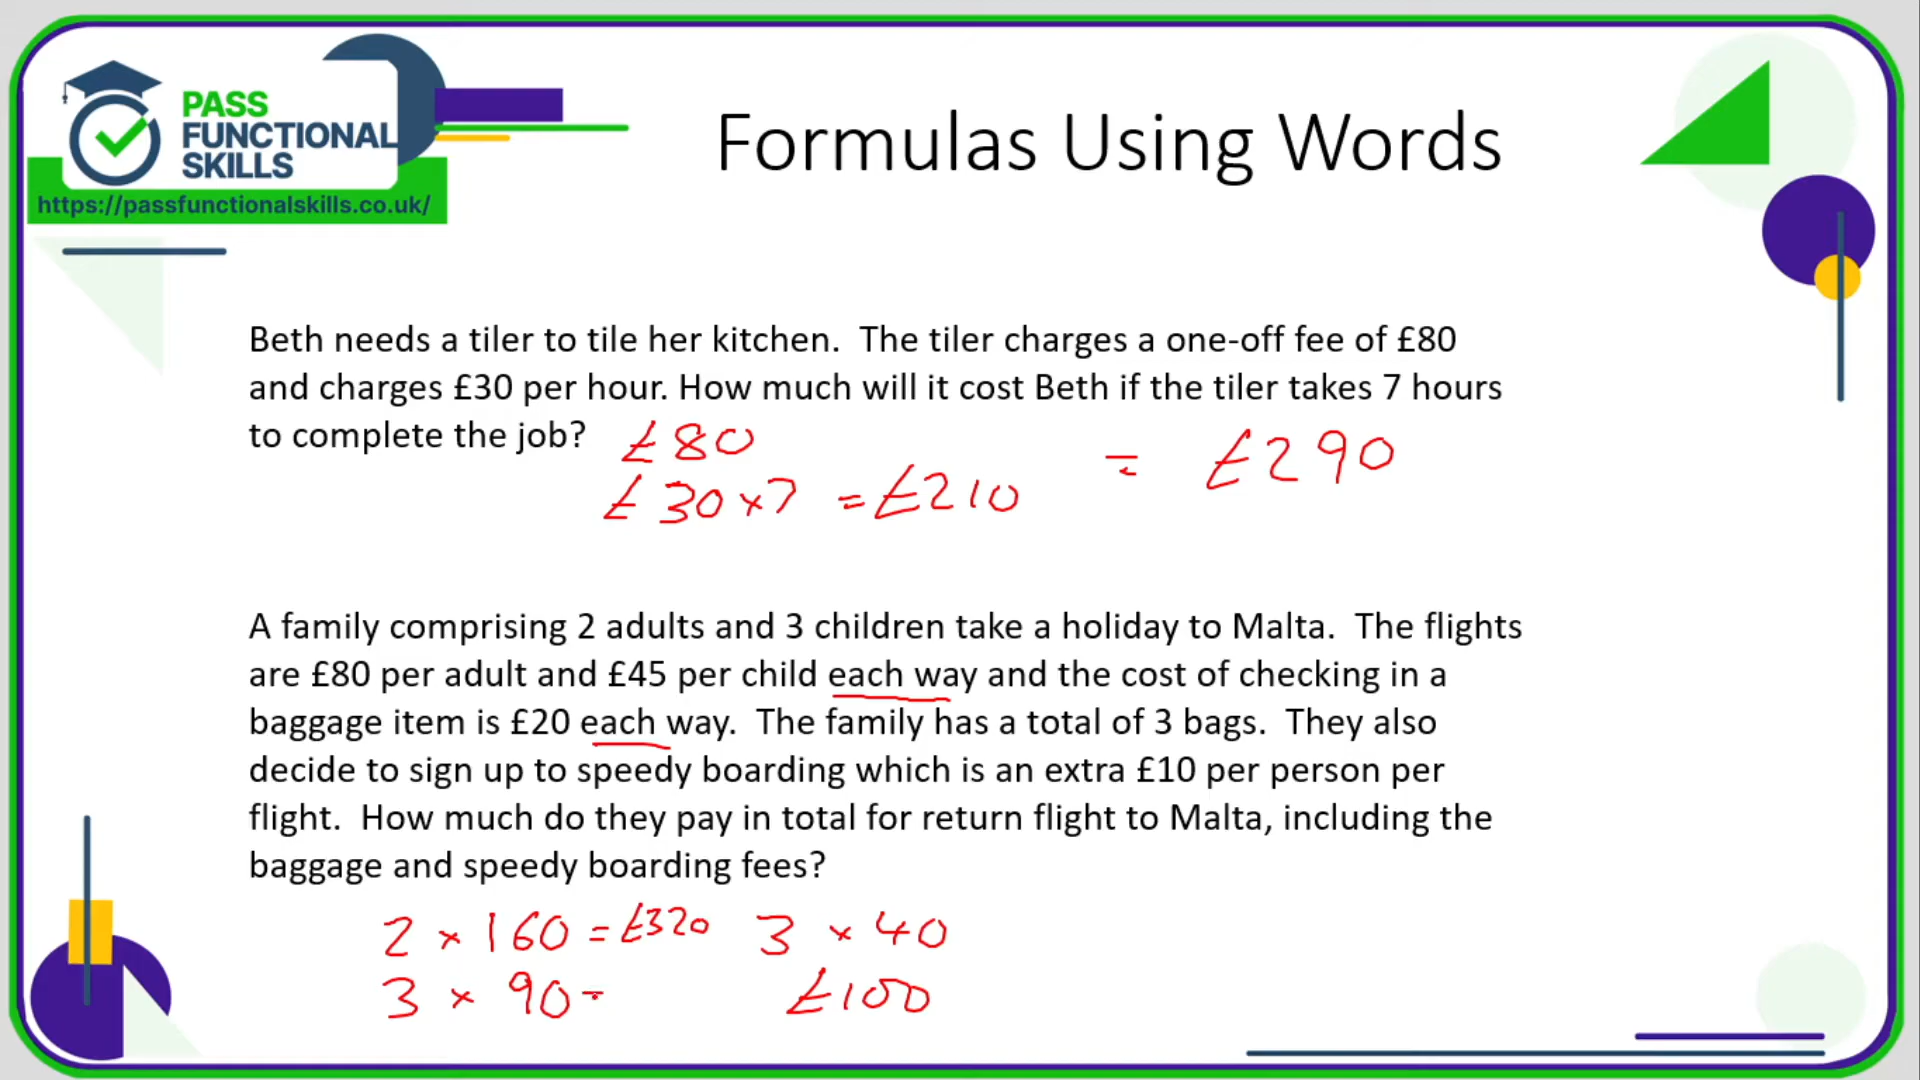 PASS
FUNCTIONAL
SKILLS
https://passfunctionalskills.co.uk/
Formulas Using Words
Beth needs a tiler to tile her kitchen. The tiler charges a one-off fee of £80
and charges £30 per hour. How much will it cost Beth if the tiler takes 7 hours
to complete the job?
£80
£30 x 7 = £210
= £290
A family comprising 2 adults and 3 children take a holiday to Malta. The flights
are £80 per adult and £45 per child each way and the cost of checking in a
baggage item is £20 each way. The family has a total of 3 bags. They also
decide to sign up to speedy boarding which is an extra £10 per person per
flight. How much do they pay in total for return flight to Malta, including the
baggage and speedy boarding fees?
2 x 160 = £320 3 x 40
3 x 90 = £100